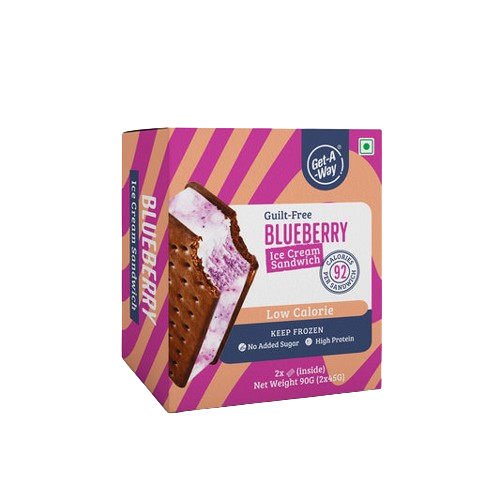 Get-A
-Way
Guilt-Free
BLUEBERRY
Ice Cream
Sandwich
CALORIES
92
PER SANDWICH
Low Calorie
KEEP FROZEN
No Added Sugar
High Protein
2x (inside)
Net Weight 90G (2x45G)
BLUEBERRY
Ice Cream Sandwich